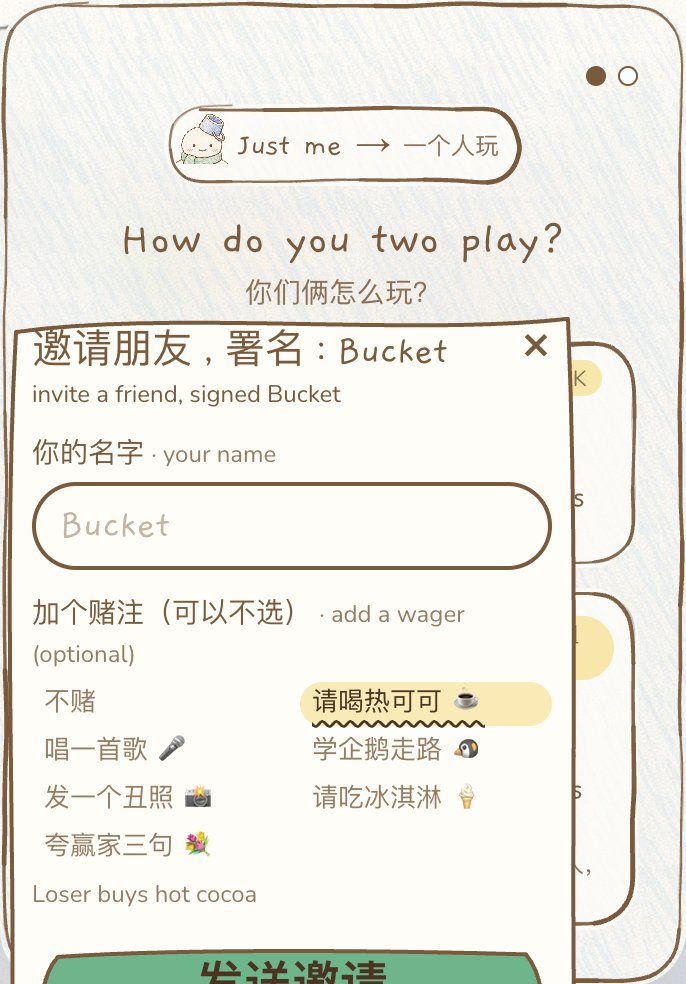 Just me → 一个人玩
How do you two play?
你们俩怎么玩?
邀请朋友，署名：Bucket ✕
invite a friend, signed Bucket
K
你的名字 · your name
Bucket
s
加个赌注（可以不选） · add a wager
(optional)
不赌
请喝热可可 ☕
唱一首歌 🎤
学企鹅走路 🐧
发一个丑照 📸
请吃冰淇淋 🍦
s
夸赢家三句 💐
Loser buys hot cocoa
发送邀请